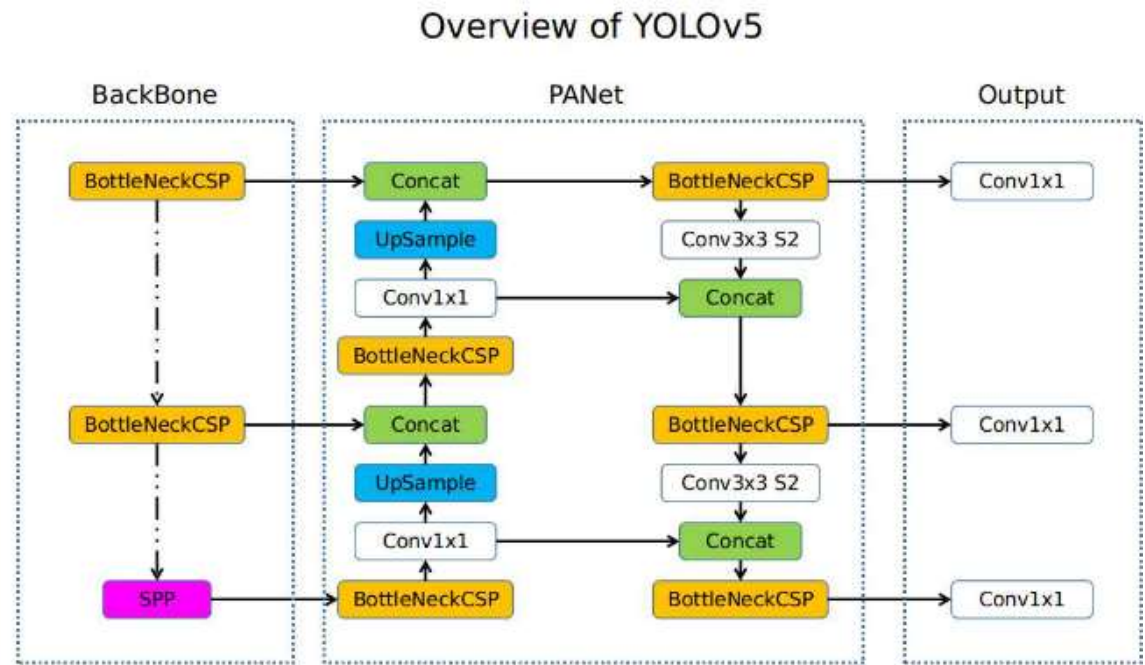 Overview of YOLOv5
BackBone
PANet
Output
BottleNeckCSP
Concat
BottleNeckCSP
Conv1x1
UpSample
Conv3x3 S2
Conv1x1
Concat
BottleNeckCSP
BottleNeckCSP
Concat
BottleNeckCSP
Conv1x1
UpSample
Conv3x3 S2
Conv1x1
Concat
SPP
BottleNeckCSP
BottleNeckCSP
Conv1x1